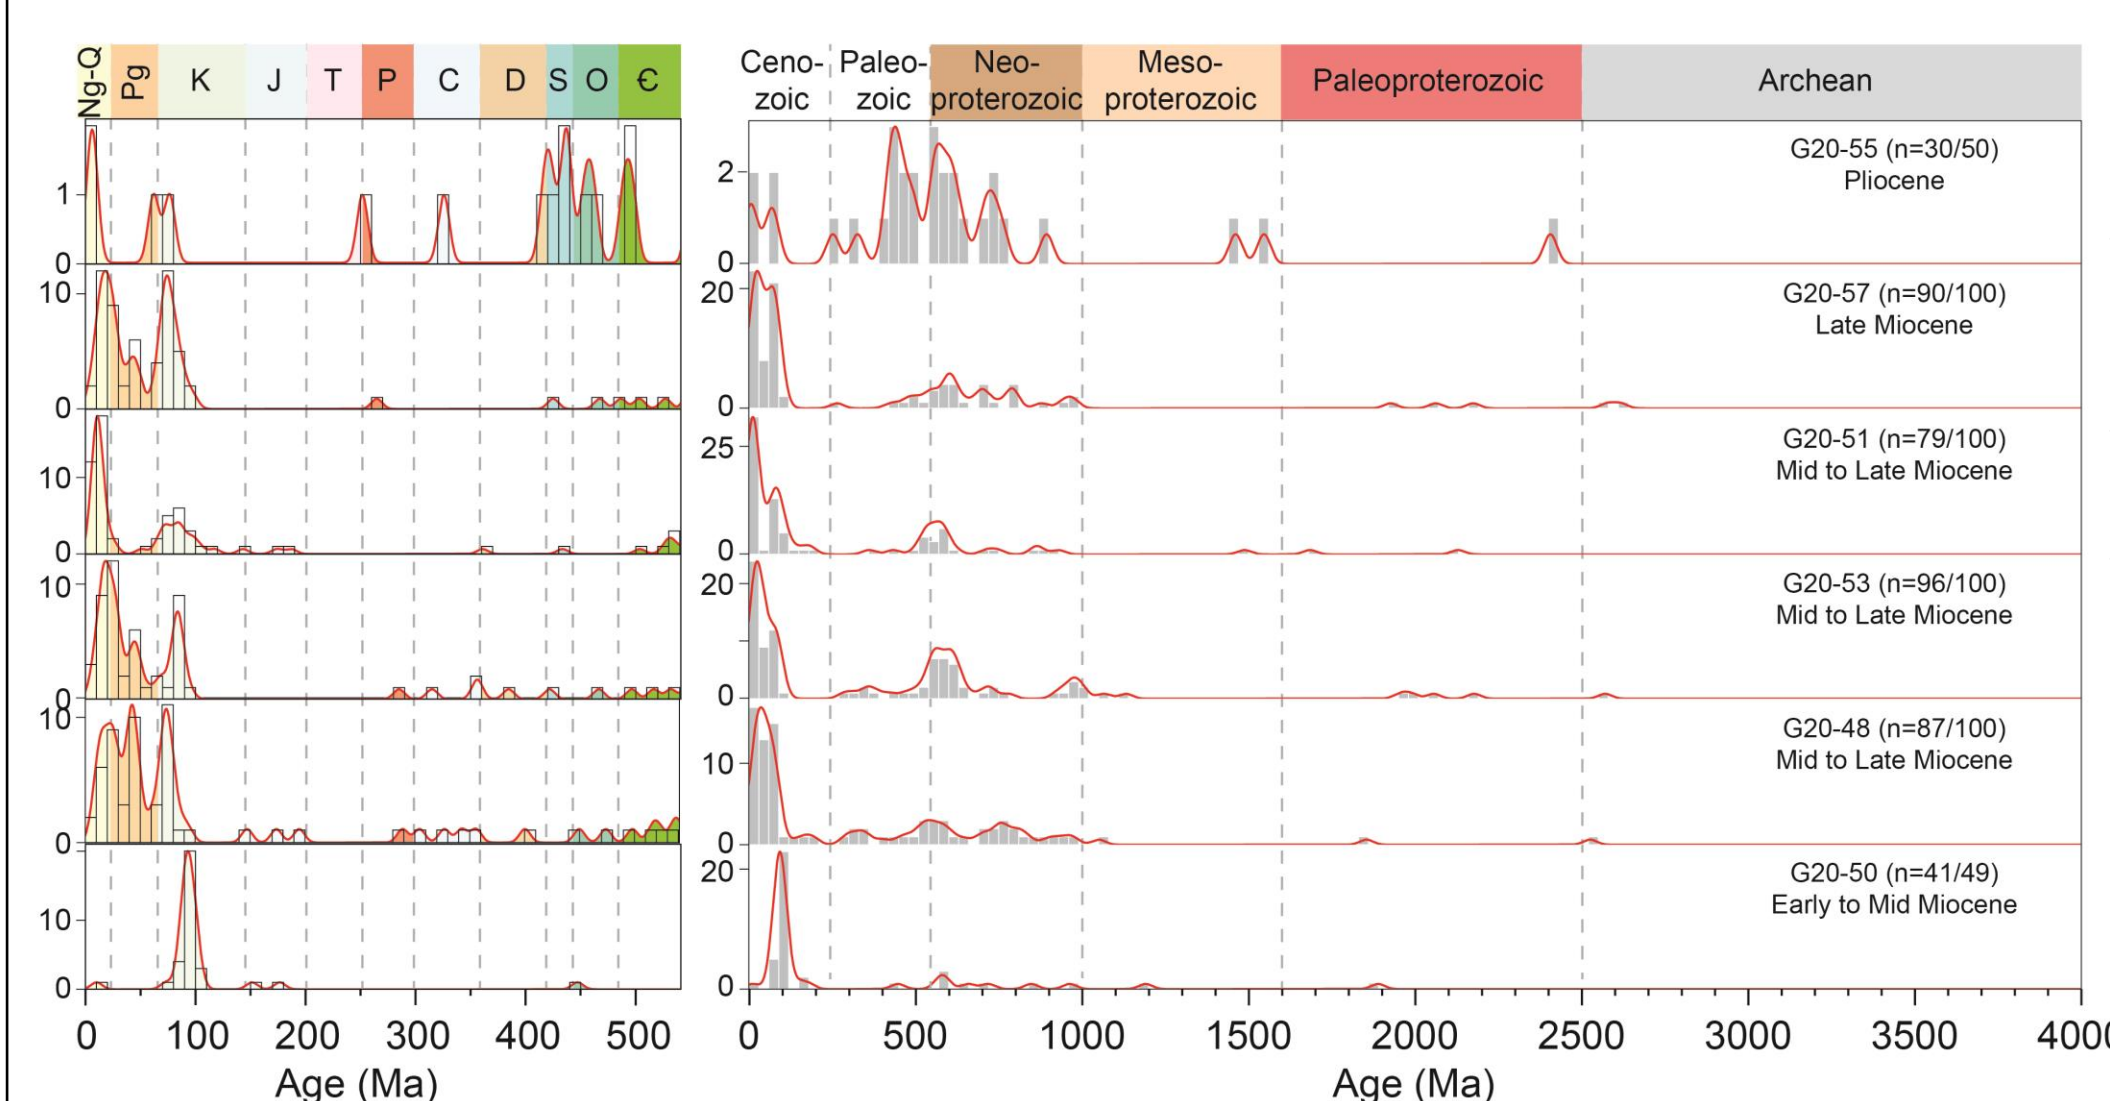 Ng-Q Pg K J T P C D S O Є
Ceno-
zoic
Paleo-
zoic
Neo-
proterozoic
Meso-
proterozoic
Paleoproterozoic
Archean
1
0
2
0
G20-55 (n=30/50)
Pliocene
10
0
20
0
G20-57 (n=90/100)
Late Miocene
10
0
25
0
G20-51 (n=79/100)
Mid to Late Miocene
10
0
20
0
G20-53 (n=96/100)
Mid to Late Miocene
10
0
10
0
G20-48 (n=87/100)
Mid to Late Miocene
10
0
20
0
G20-50 (n=41/49)
Early to Mid Miocene
0 100 200 300 400 500
Age (Ma)
0 500 1000 1500 2000 2500 3000 3500 4000
Age (Ma)